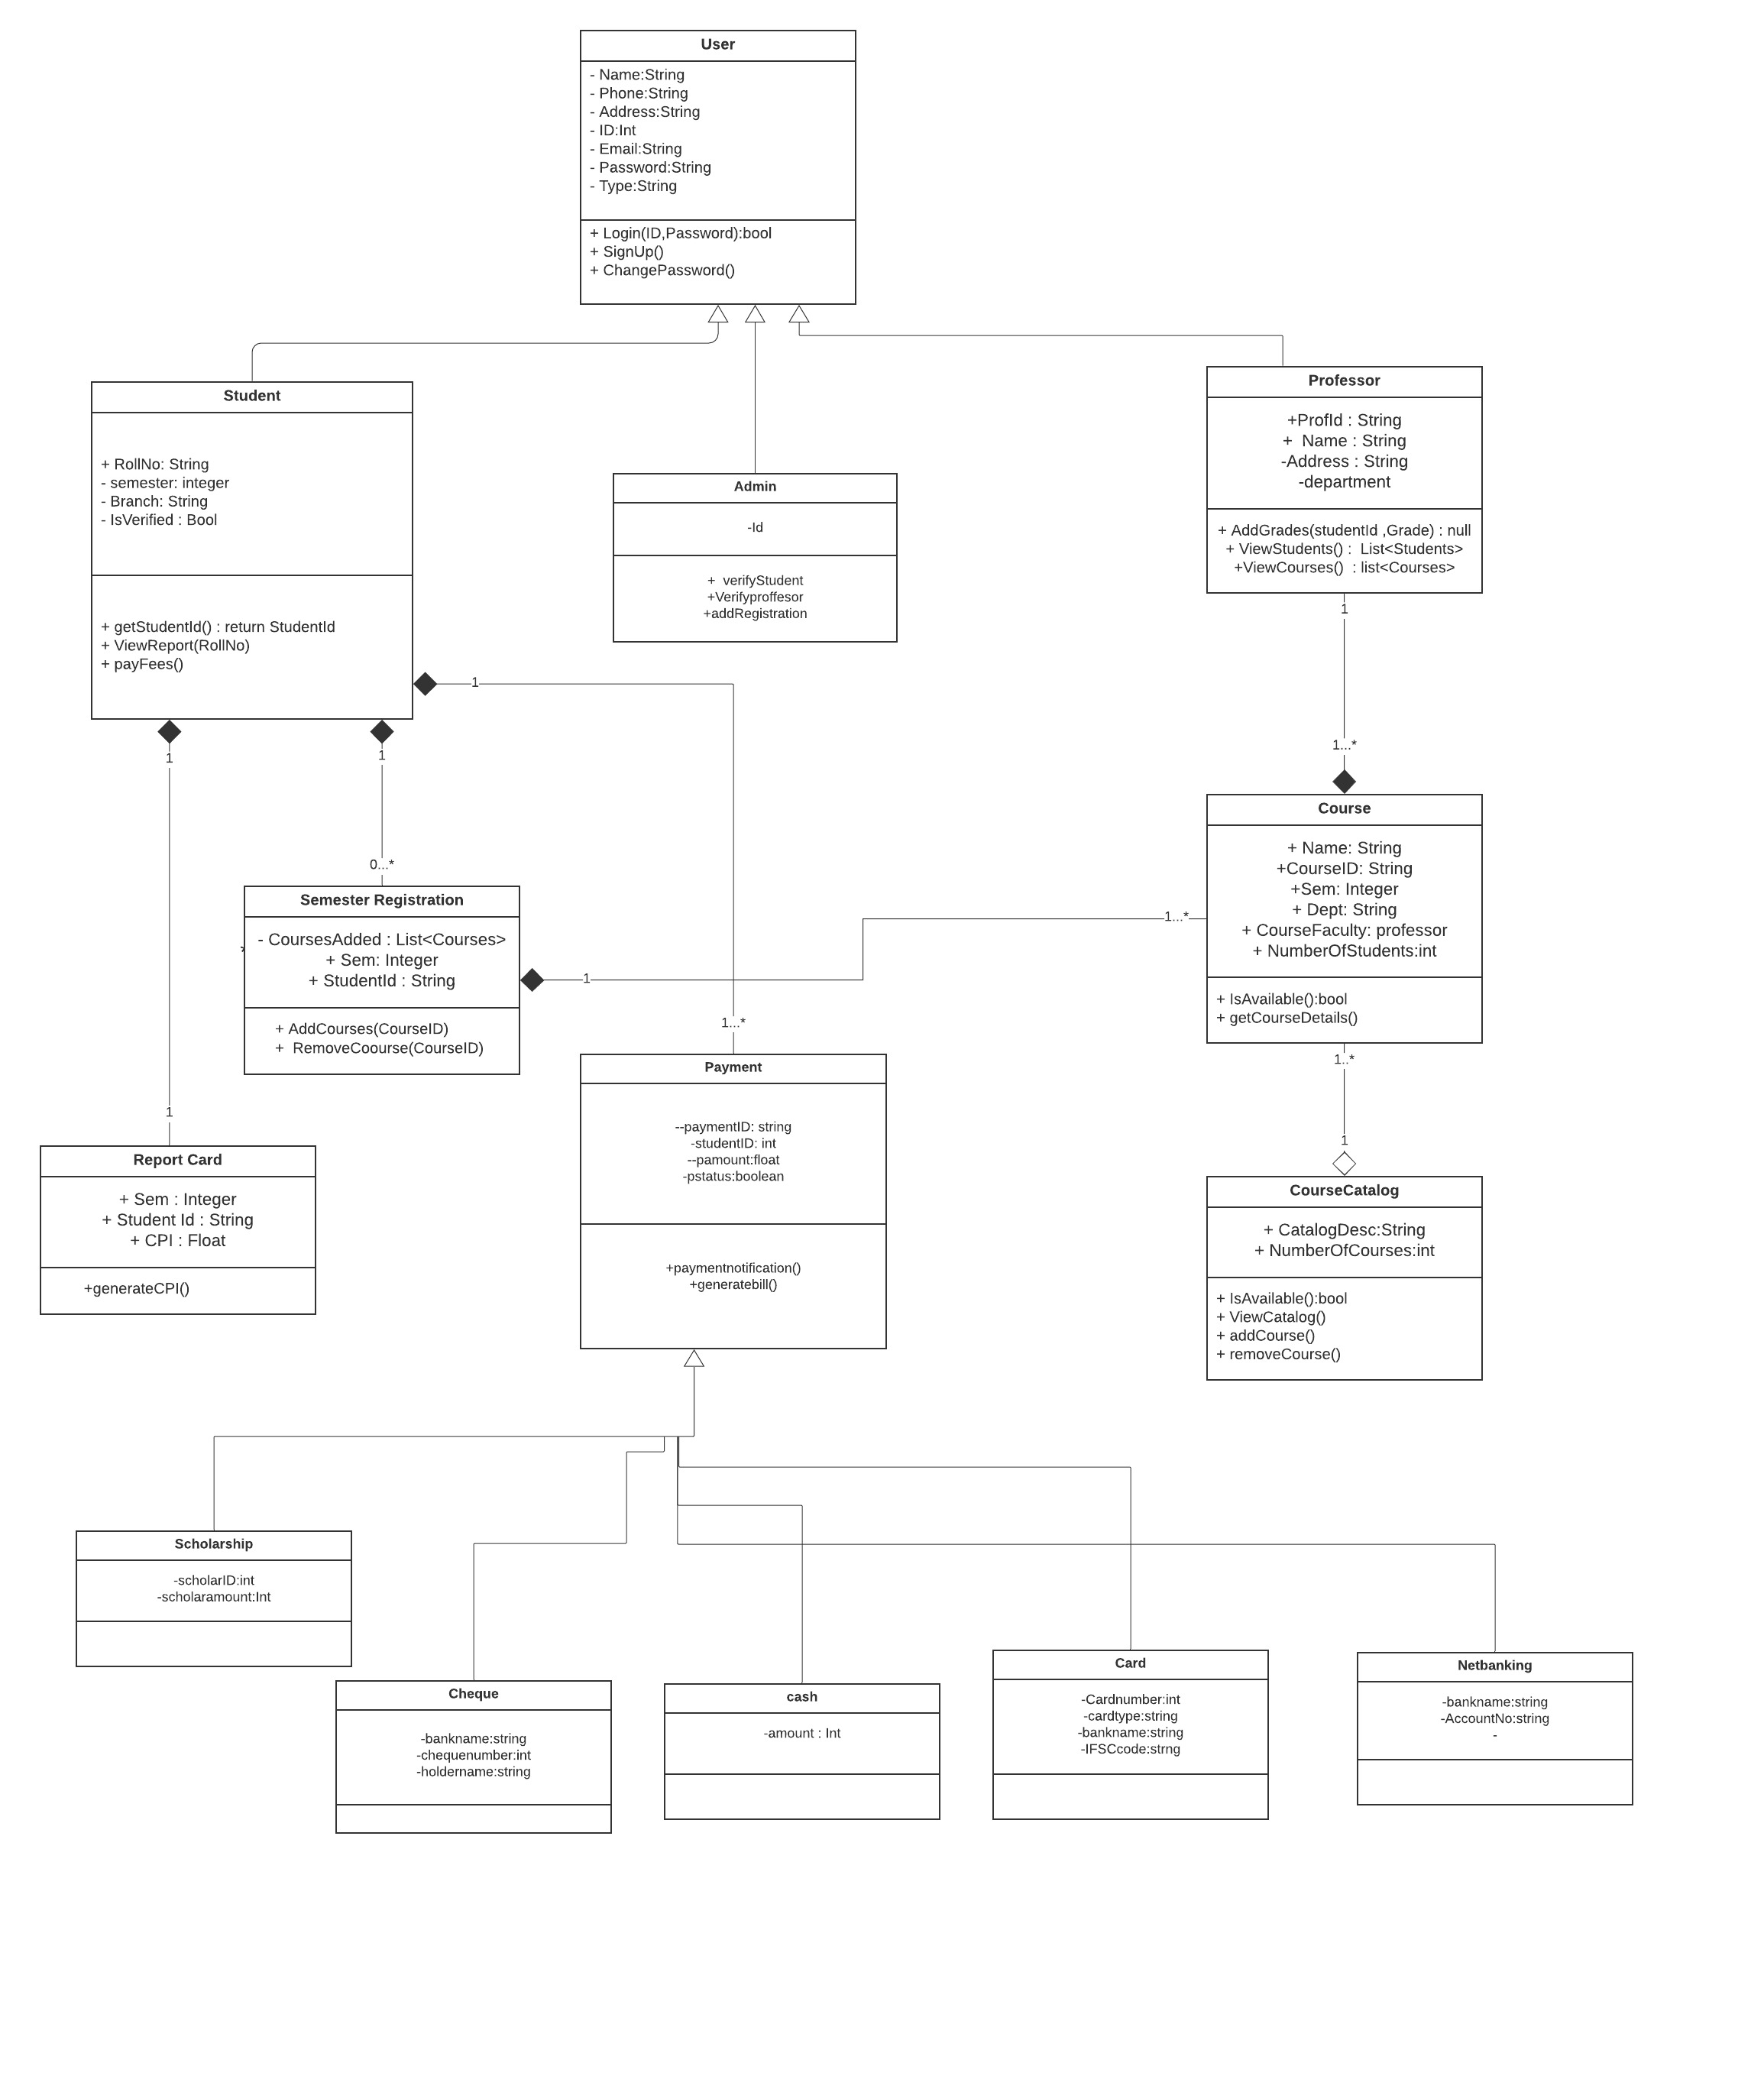 User
- Name:String
- Phone:String
- Address:String
- ID:Int
- Email:String
- Password:String
- Type:String
+ Login(ID,Password):bool
+ SignUp()
+ ChangePassword()
Student
+ RollNo: String
- semester: integer
- Branch: String
- IsVerified : Bool
+ getStudentId() : return StudentId
+ ViewReport(RollNo)
+ payFees()
Admin
-Id
+  verifyStudent
+Verifyproffesor
+addRegistration
Professor
+ProfId : String
+  Name : String
-Address : String
-department
+ AddGrades(studentId ,Grade) : null
+ ViewStudents() :  List<Students>
+ViewCourses()  : list<Courses>
1
1...*
1
1...*
1
1
1
0...*
Semester Registration
*
- CoursesAdded : List<Courses>
+ Sem: Integer
+ StudentId : String
+ AddCourses(CourseID)
+  RemoveCoourse(CourseID)
1
1...*
Course
+ Name: String
+CourseID: String
+Sem: Integer
+ Dept: String
+ CourseFaculty: professor
+ NumberOfStudents:int
+ IsAvailable():bool
+ getCourseDetails()
1..*
1
Report Card
+ Sem : Integer
+ Student Id : String
+ CPI : Float
+generateCPI()
Payment
--paymentID: string
-studentID: int
--pamount:float
-pstatus:boolean
+paymentnotification()
+generatebill()
CourseCatalog
+ CatalogDesc:String
+ NumberOfCourses:int
+ IsAvailable():bool
+ ViewCatalog()
+ addCourse()
+ removeCourse()
Scholarship
-scholarID:int
-scholaramount:Int
Cheque
-bankname:string
-chequenumber:int
-holdername:string
cash
-amount : Int
Card
-Cardnumber:int
-cardtype:string
-bankname:string
-IFSCcode:strng
Netbanking
-bankname:string
-AccountNo:string
-